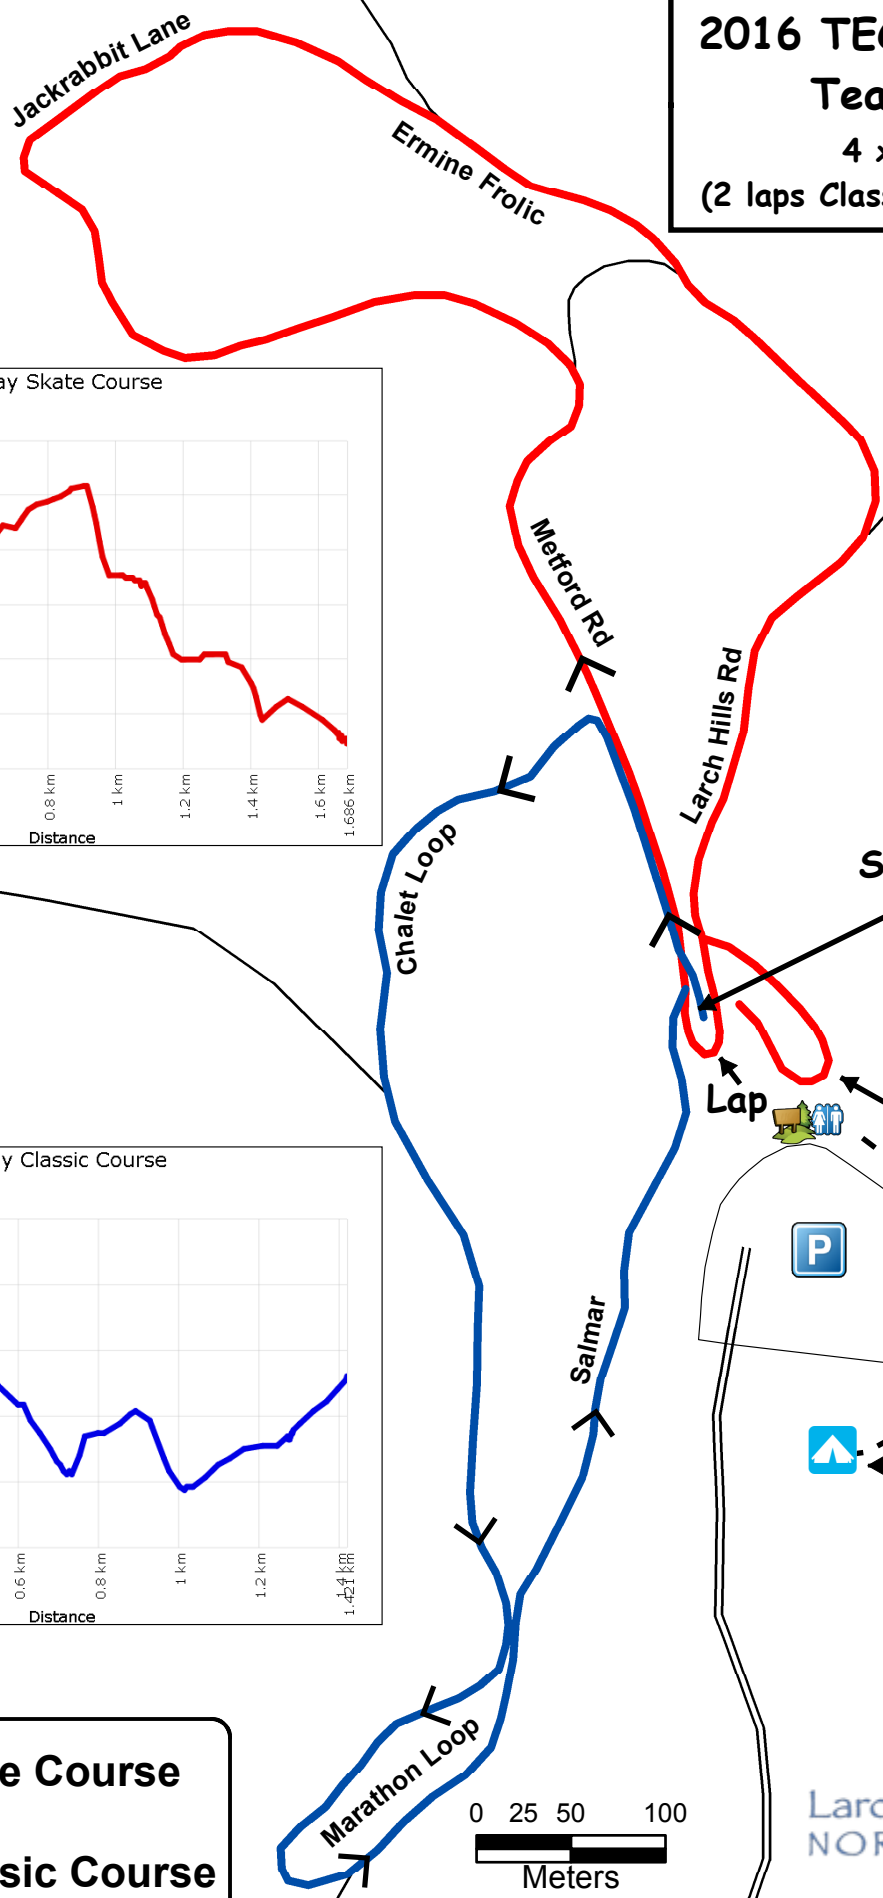 2016 TE
Tea
4 x
(2 laps Clas
Jackrabbit Lane
Ermine Frolic
ay Skate Course
0.8 km
1 km
1.2 km
1.4 km
1.6 km
1.686 km
Distance
Metford Rd
Larch Hills Rd
Chalet Loop
S
Lap
P
y Classic Course
0.6 km
0.8 km
1 km
1.2 km
1.4 km
1.421 km
Distance
Salmar
Marathon Loop
e Course
sic Course
0 25 50 100
Meters
Larc
NOR